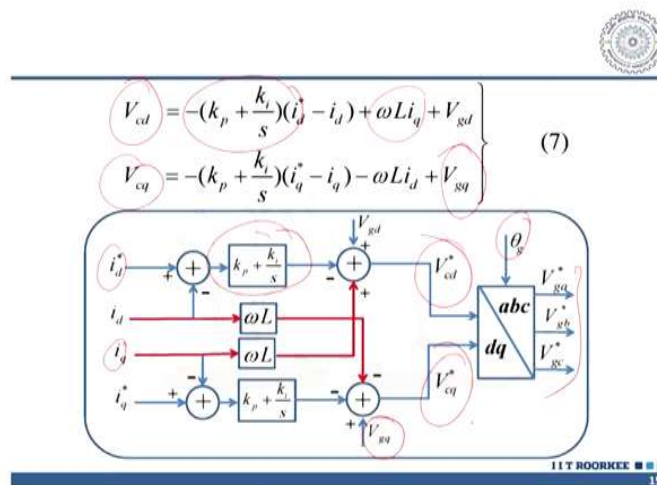 V_cd = -(k_p + k_i/s)(i_d^* - i_d) + ωLi_q + V_gd
(7)
V_cq = -(k_p + k_i/s)(i_q^* - i_q) - ωLi_d + V_gq
V_gd
θ_g
i_d^* + - + k_p + k_i/s - + + + V_cd^*
V_ga^*
i_d ωL abc V_gb^*
i_q ωL dq V_gc^*
i_q^* + - + k_p + k_i/s - - + + V_cq^*
V_gq
I I T ROORKEE